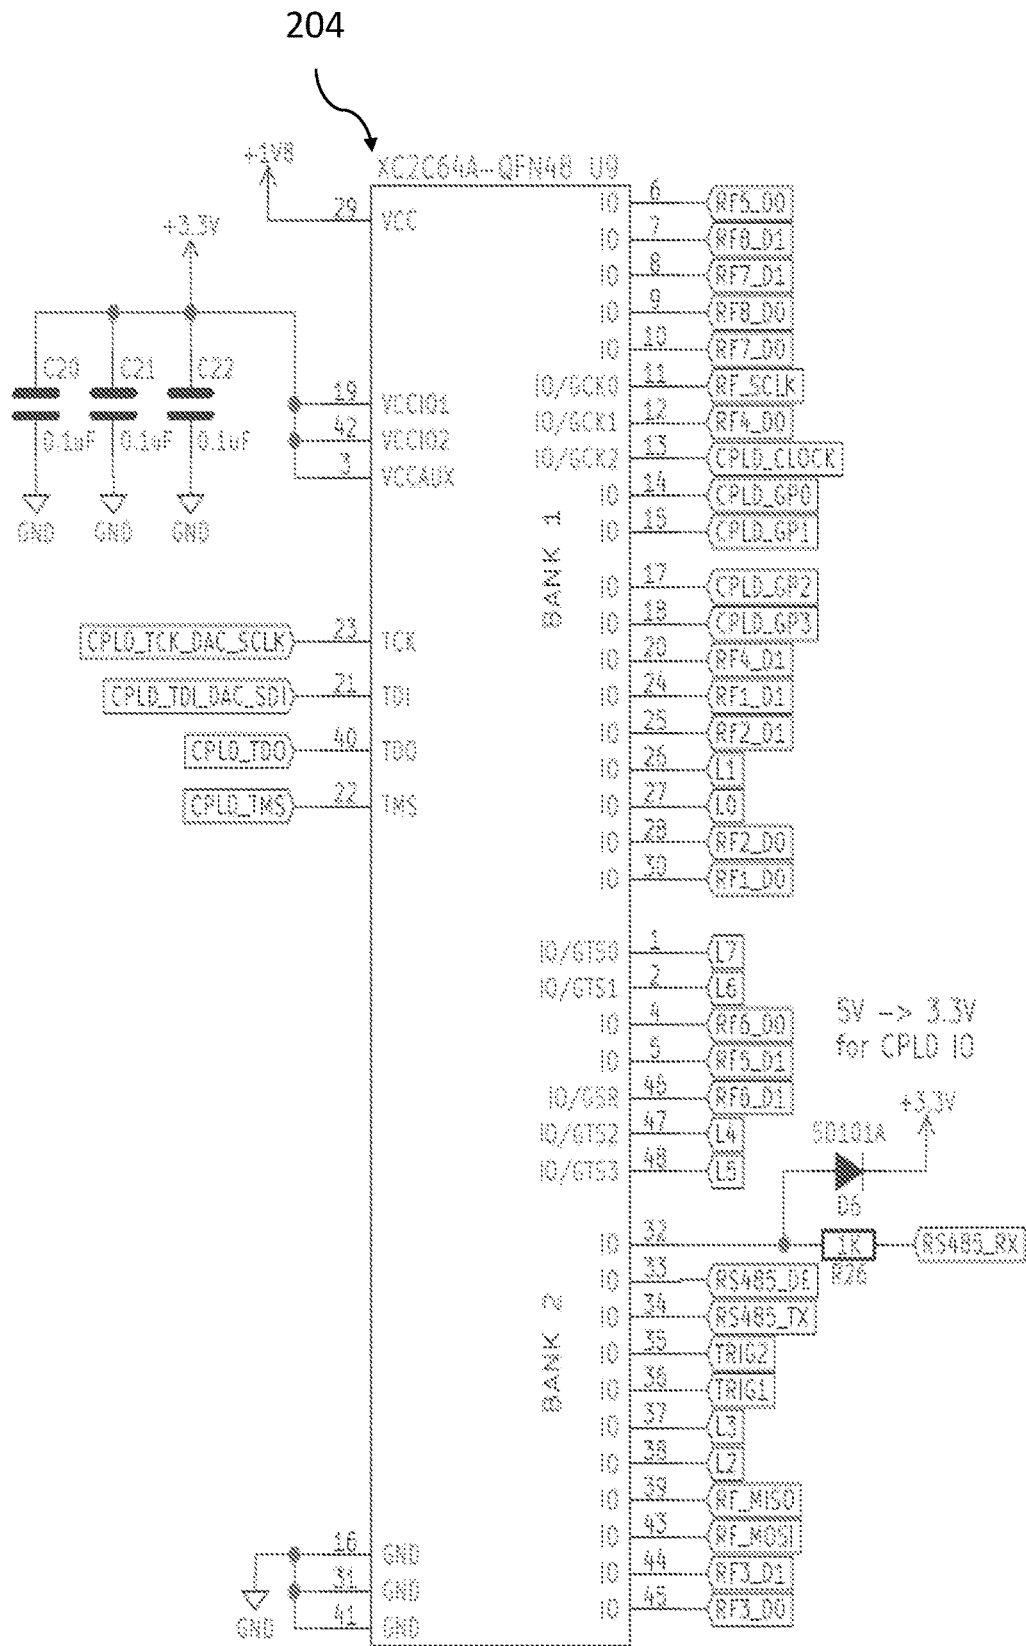 204
XC2C64A-QFN48 U9
+1V8
29 VCC
+3.3V
C20 C21 C22
0.1uF 0.1uF 0.1uF
GND GND GND
19 VCCIO1
42 VCCIO2
3 VCCAUX
CPLD_TCK_DAC_SCLK 23 TCK
CPLD_TDI_DAC_SDI 21 TDI
CPLD_TDO 40 TDO
CPLD_TMS 22 TMS
16 GND
31 GND
41 GND
GND
BANK 1
IO 6 RF5_D0
IO 7 RF8_D1
IO 8 RF7_D1
IO 9 RF8_D0
IO 10 RF7_D0
IO/GCK0 11 RF_SCLK
IO/GCK1 12 RF4_D0
IO/GCK2 13 CPLD_CLOCK
IO 14 CPLD_GP0
IO 15 CPLD_GP1
IO 17 CPLD_GP2
IO 18 CPLD_GP3
IO 20 RF4_D1
IO 24 RF1_D1
IO 25 RF2_D1
IO 26 L1
IO 27 L0
IO 28 RF2_D0
IO 30 RF1_D0
BANK 2
IO/GTS0 1 L7
IO/GTS1 2 L6
IO 4 RF6_D0
IO 5 RF5_D1
IO/GSR 46 RF6_D1
IO/GTS2 47 L4
IO/GTS3 48 L5
5V -> 3.3V
for CPLD IO
+3.3V
SD101A
D6
IO 32 1K RS485_RX
R26
IO 33 RS485_DE
IO 34 RS485_TX
IO 35 TRIG2
IO 36 TRIG1
IO 37 L3
IO 38 L2
IO 39 RF_MISO
IO 43 RF_MOSI
IO 44 RF3_D1
IO 45 RF3_D0